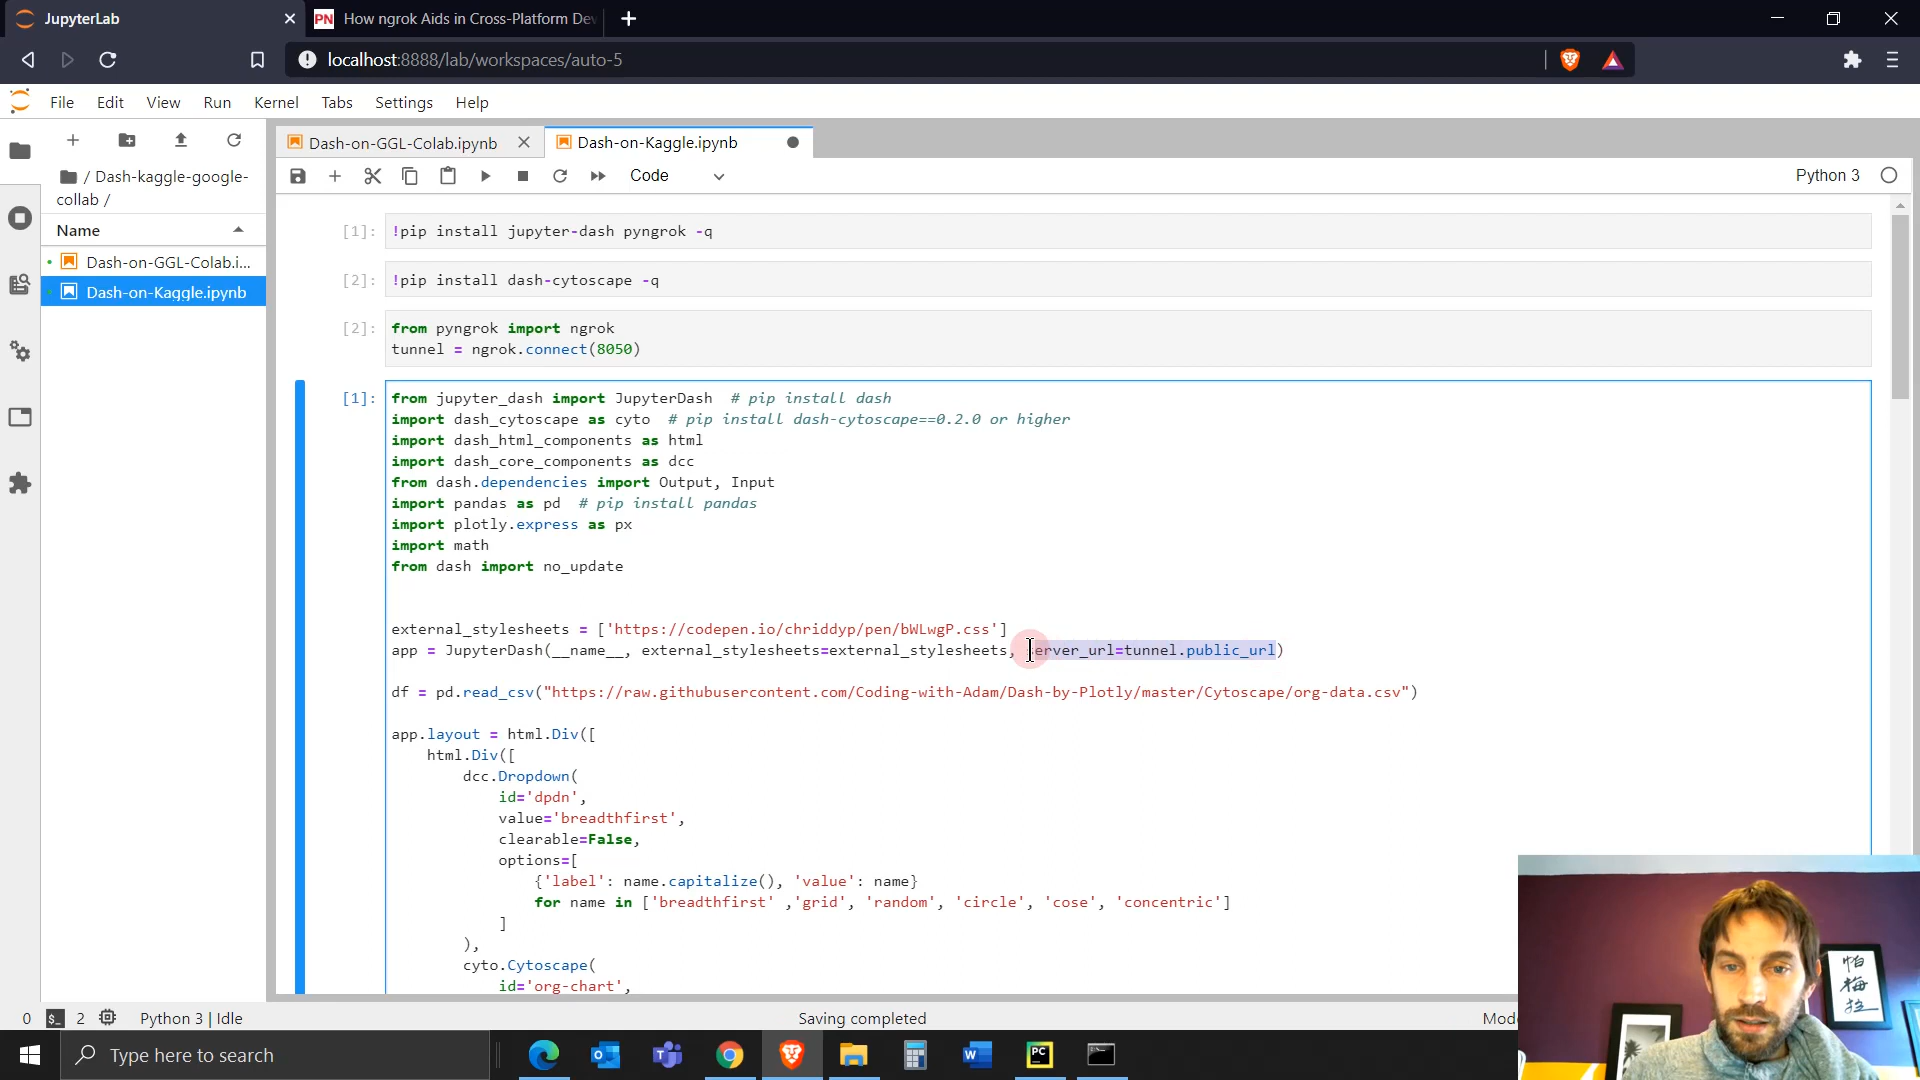 JupyterLab
PN How ngrok Aids in Cross-Platform Dev
localhost:8888/lab/workspaces/auto-5
File Edit View Run Kernel Tabs Settings Help
/ Dash-kaggle-google-
collab /
Name
Dash-on-GGL-Colab.i...
Dash-on-Kaggle.ipynb
Dash-on-GGL-Colab.ipynb
Dash-on-Kaggle.ipynb
Code
Python 3
[1]: !pip install jupyter-dash pyngrok -q
[2]: !pip install dash-cytoscape -q
[2]: from pyngrok import ngrok
tunnel = ngrok.connect(8050)
[1]: from jupyter_dash import JupyterDash  # pip install dash
import dash_cytoscape as cyto  # pip install dash-cytoscape==0.2.0 or higher
import dash_html_components as html
import dash_core_components as dcc
from dash.dependencies import Output, Input
import pandas as pd  # pip install pandas
import plotly.express as px
import math
from dash import no_update
external_stylesheets = ['https://codepen.io/chriddyp/pen/bWLwgP.css']
app = JupyterDash(__name__, external_stylesheets=external_stylesheets, server_url=tunnel.public_url)
df = pd.read_csv("https://raw.githubusercontent.com/Coding-with-Adam/Dash-by-Plotly/master/Cytoscape/org-data.csv")
app.layout = html.Div([
html.Div([
dcc.Dropdown(
id='dpdn',
value='breadthfirst',
clearable=False,
options=[
{'label': name.capitalize(), 'value': name}
for name in ['breadthfirst' ,'grid', 'random', 'circle', 'cose', 'concentric']
]
),
cyto.Cytoscape(
id='org-chart',
0 $_ 2 Python 3 | Idle
Saving completed
Mod
Type here to search
PC
帕
梅
拉